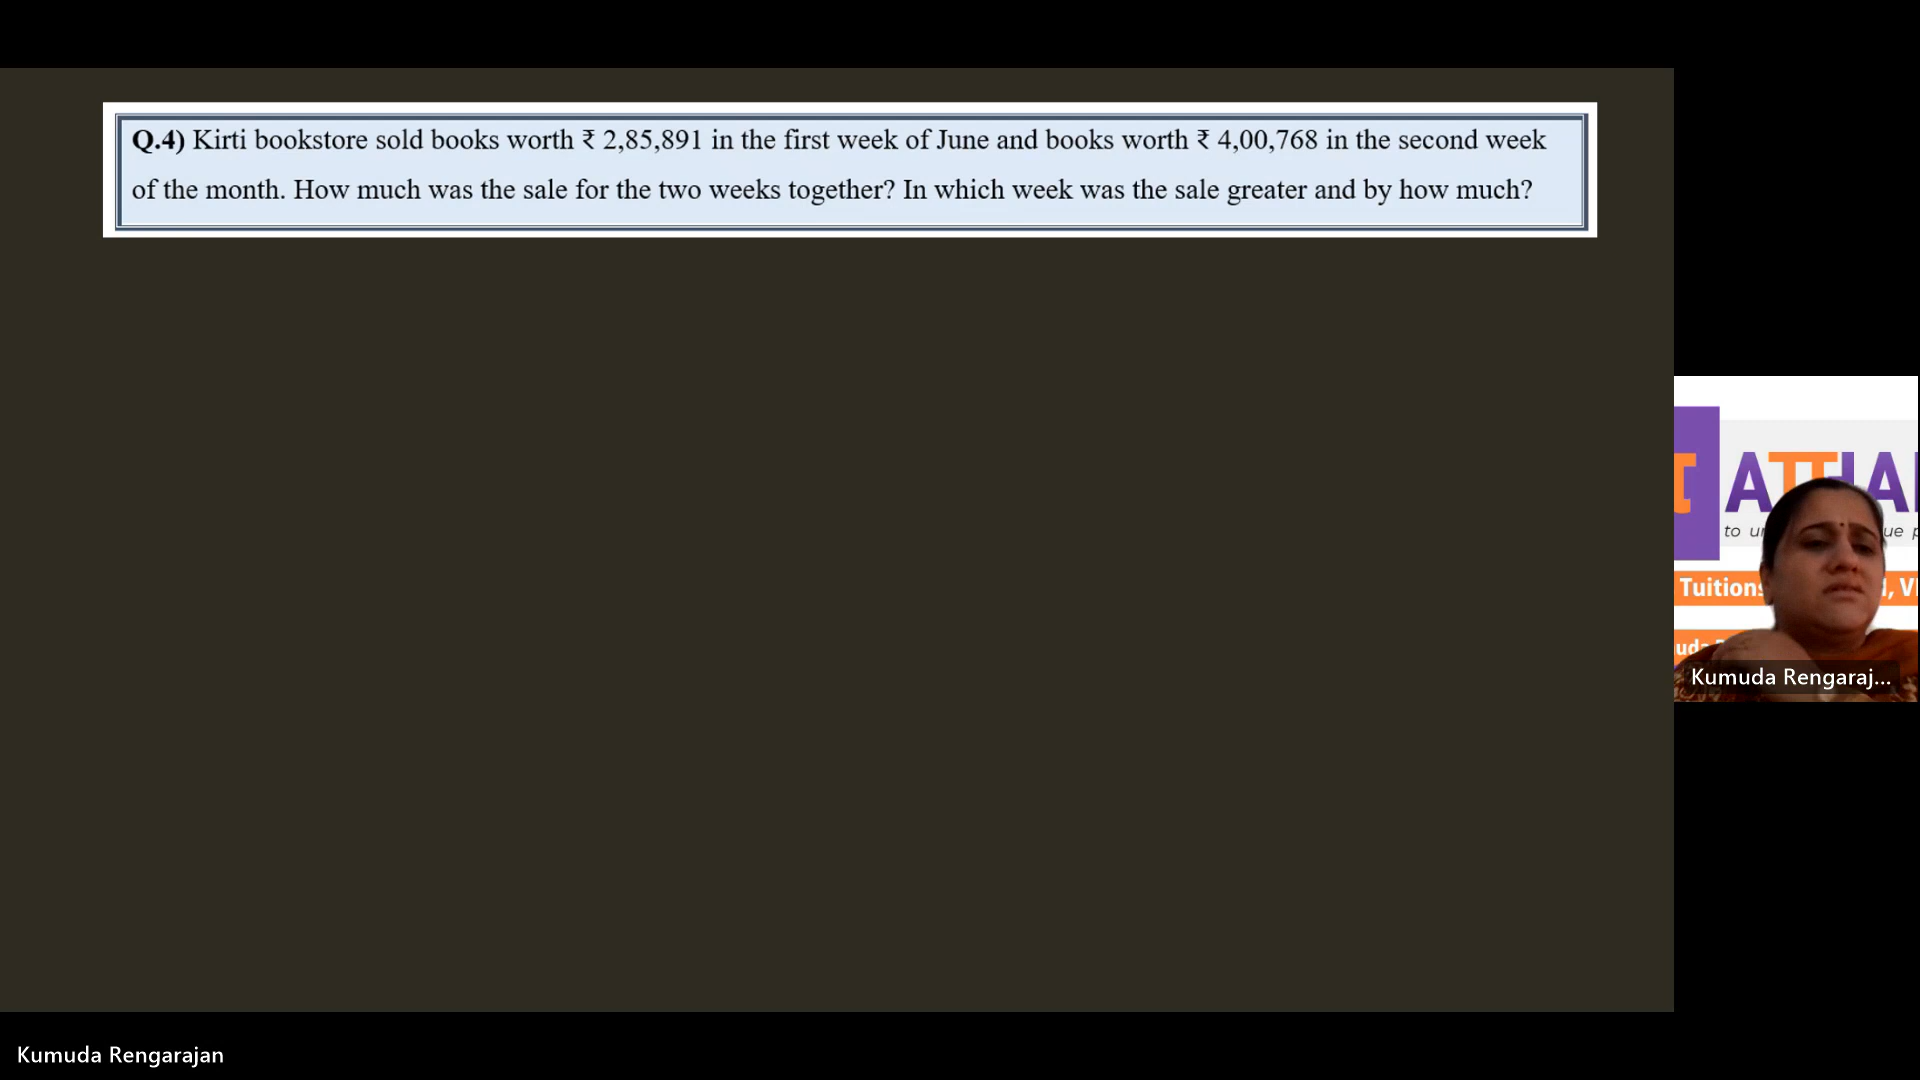 Q.4) Kirti bookstore sold books worth ₹ 2,85,891 in the first week of June and books worth ₹ 4,00,768 in the second week
of the month. How much was the sale for the two weeks together? In which week was the sale greater and by how much?
to
Tuitions
Kumuda Rengaraj...
Kumuda Rengarajan